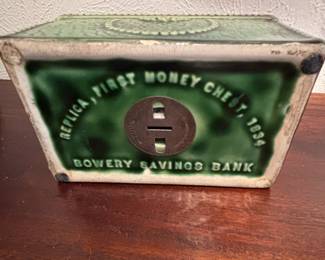 REPLICA, FIRST MONEY CHEST, 1834
BOWERY SAVINGS BANK